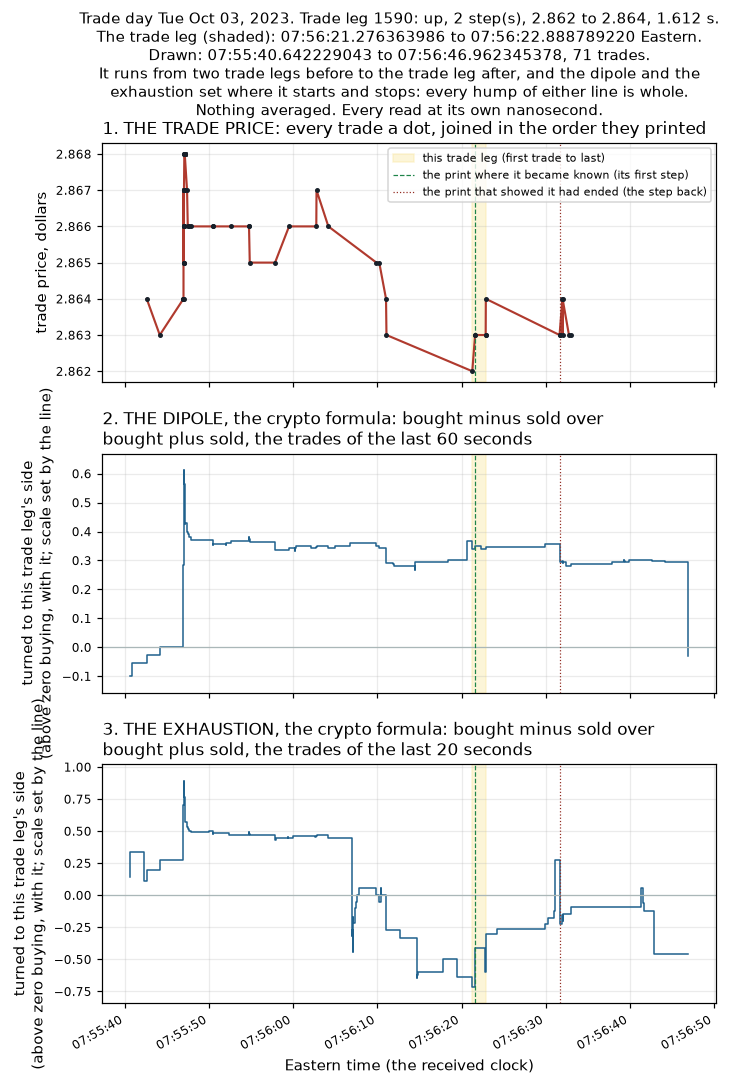 Trade day Tue Oct 03, 2023. Trade leg 1590: up, 2 step(s), 2.862 to 2.864, 1.612 s.
The trade leg (shaded): 07:56:21.276363986 to 07:56:22.888789220 Eastern.
Drawn: 07:55:40.642229043 to 07:56:46.962345378, 71 trades.
It runs from two trade legs before to the trade leg after, and the dipole and the
exhaustion set where it starts and stops: every hump of either line is whole.
Nothing averaged. Every read at its own nanosecond.
1. THE TRADE PRICE: every trade a dot, joined in the order they printed
this trade leg (first trade to last)
the print where it became known (its first step)
the print that showed it had ended (the step back)
trade price, dollars
2.868
2.867
2.866
2.865
2.864
2.863
2.862
2. THE DIPOLE, the crypto formula: bought minus sold over
bought plus sold, the trades of the last 60 seconds
turned to this trade leg's side
(above zero buying, with it; scale set by the line)
0.6
0.5
0.4
0.3
0.2
0.1
0.0
−0.1
3. THE EXHAUSTION, the crypto formula: bought minus sold over
bought plus sold, the trades of the last 20 seconds
turned to this trade leg's side
(above zero buying, with it; scale set by the line)
1.00
0.75
0.50
0.25
0.00
−0.25
−0.50
−0.75
07:55:40
07:55:50
07:56:00
07:56:10
07:56:20
07:56:30
07:56:40
07:56:50
Eastern time (the received clock)